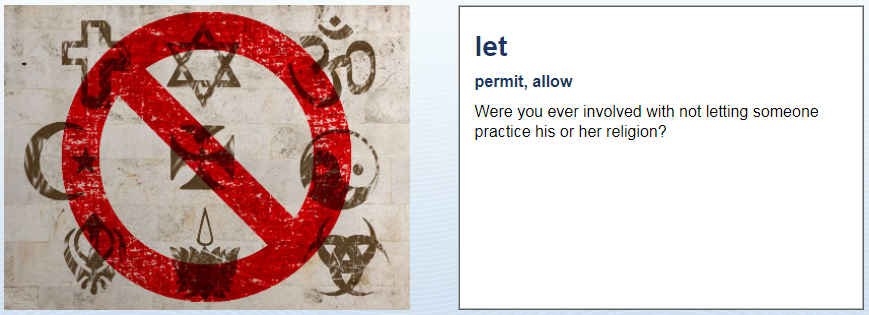 let
permit, allow
Were you ever involved with not letting someone
practice his or her religion?